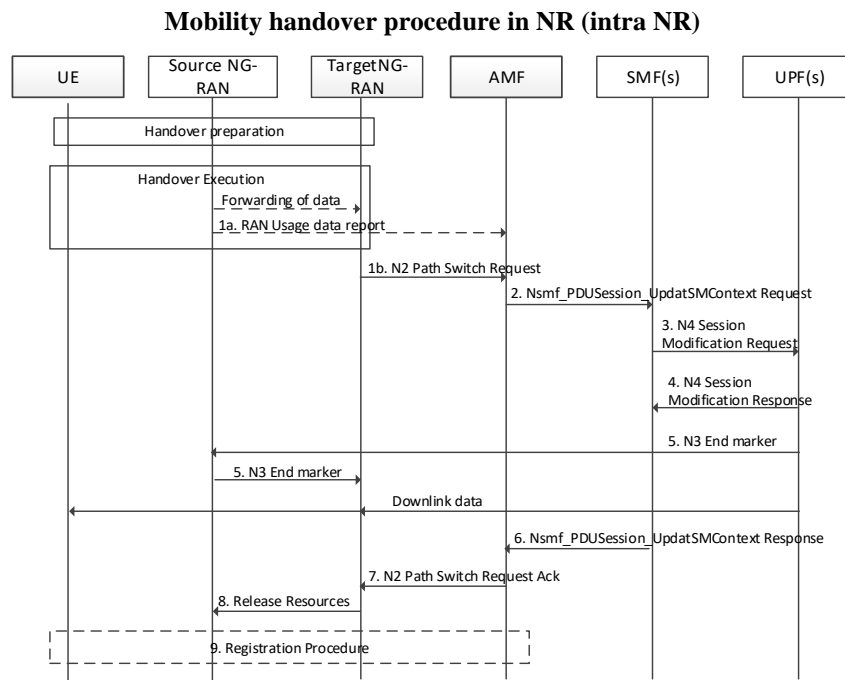 Mobility handover procedure in NR (intra NR)
UE
Source NG-
RAN
TargetNG-
RAN
AMF
SMF(s)
UPF(s)
Handover preparation
Handover Execution
Forwarding of data
1a. RAN Usage data report
1b. N2 Path Switch Request
2. Nsmf_PDUSession_UpdatSMContext Request
3. N4 Session
Modification Request
4. N4 Session
Modification Response
5. N3 End marker
5. N3 End marker
Downlink data
6. Nsmf_PDUSession_UpdatSMContext Response
7. N2 Path Switch Request Ack
8. Release Resources
9. Registration Procedure